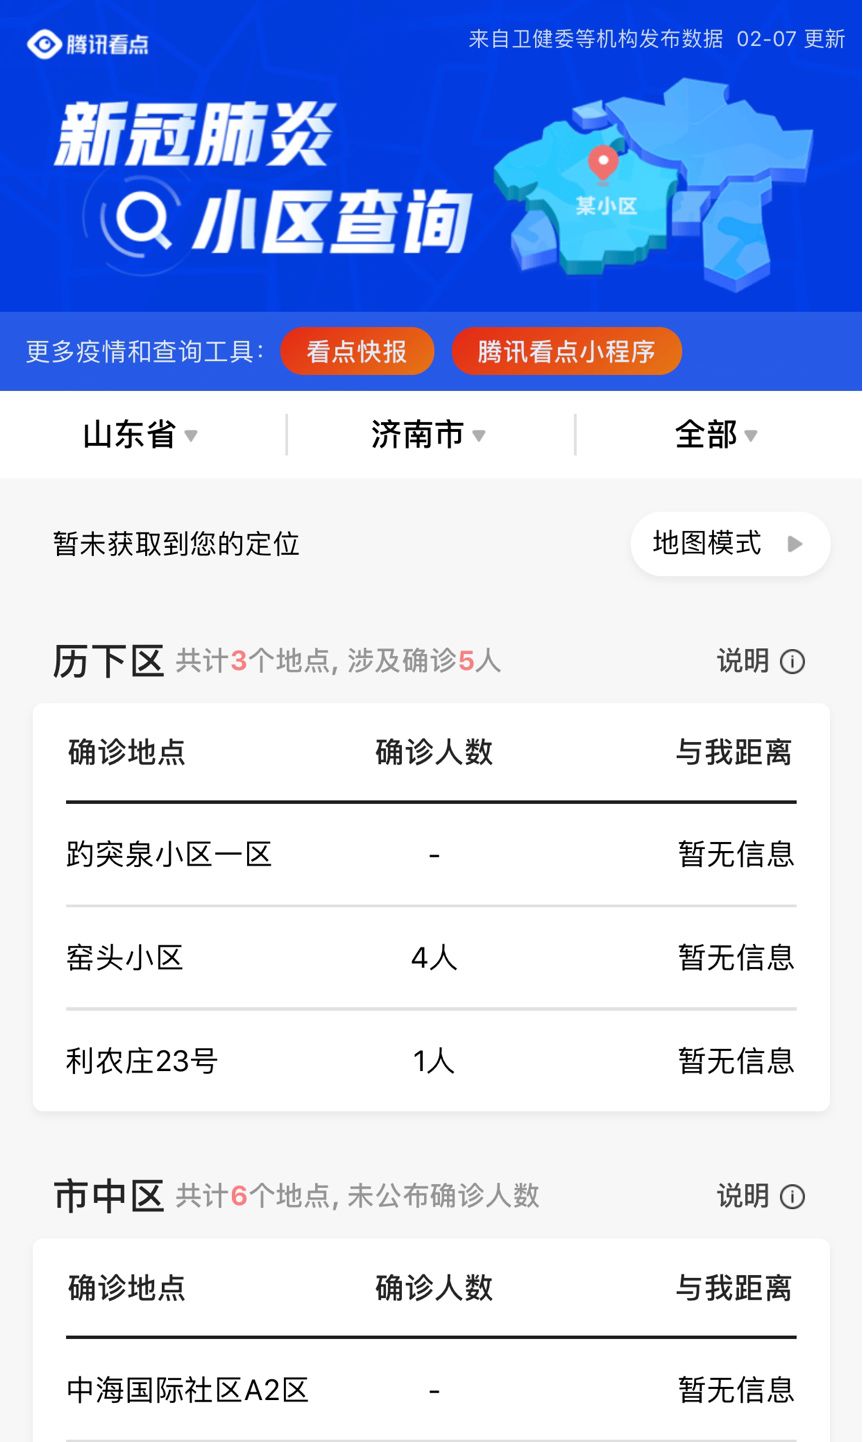 腾讯看点
来自卫健委等机构发布数据 02-07 更新
新冠肺炎
小区查询
某小区
更多疫情和查询工具： 看点快报 腾讯看点小程序
山东省 济南市 全部
暂未获取到您的定位 地图模式
历下区 共计3个地点, 涉及确诊5人 说明
确诊地点 确诊人数 与我距离
趵突泉小区一区 - 暂无信息
窑头小区 4人 暂无信息
利农庄23号 1人 暂无信息
市中区 共计6个地点, 未公布确诊人数 说明
确诊地点 确诊人数 与我距离
中海国际社区A2区 - 暂无信息